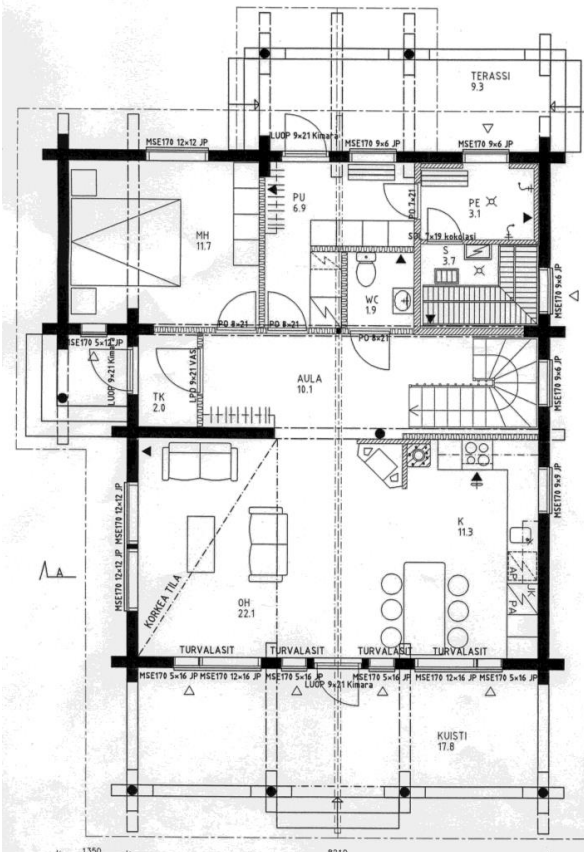 TERASSI
9.3
LUOP 9×21 Kimara
MSE170 12×12 JP
MSE170 9×6 JP
MSE170 9×6 JP
PU
6.9
PO 7×21
PE
3.1
MH
11.7
SOL 7×19 kokolasi
S
3.7
WC
1.9
MSE170 9×6 JP
PO 8×21
PO 8×21
PO 8×21
MSE170 5×12 JP
LUOP 9×21 Kimara
TK
2.0
LPO 9×21 VAS
AULA
10.1
MSE170 9×6 JP
MSE170 9×9 JP
K
11.3
MSE170 12×12 JP
MSE170 12×12 JP
A
KORKEA TILA
OH
22.1
AP
JK
PA
TURVALASIT
TURVALASIT
TURVALASIT
TURVALASIT
MSE170 5×16 JP
MSE170 12×16 JP
MSE170 5×16 JP
LUOP 9×21 Kimara
MSE170 5×16 JP
MSE170 12×16 JP
MSE170 5×16 JP
KUISTI
17.8
1350
8210